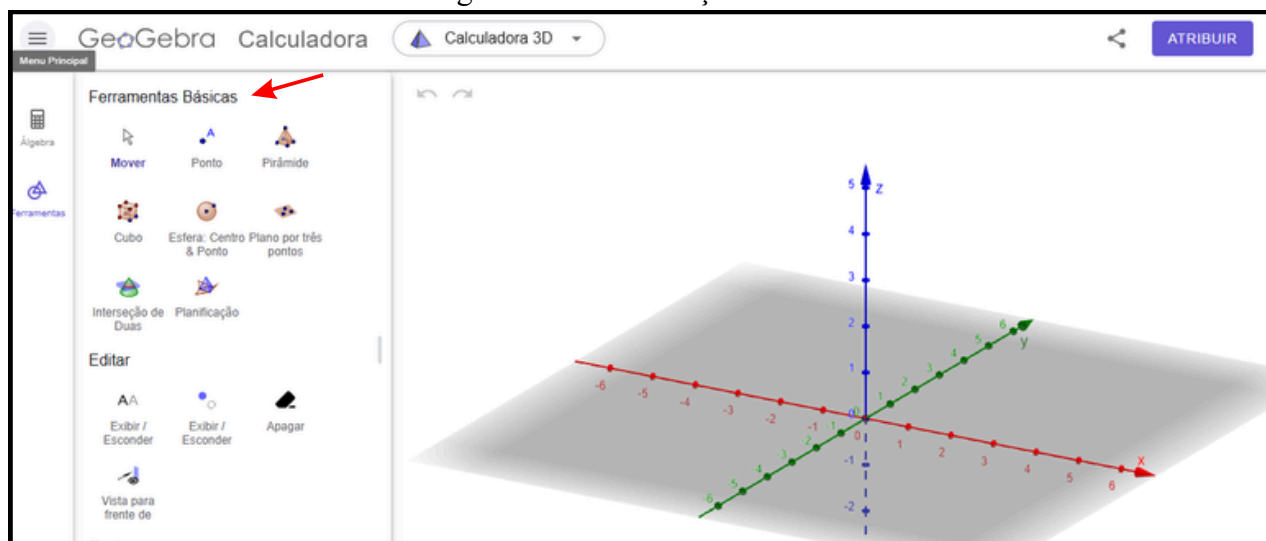 GeoGebra Calculadora
Calculadora 3D
ATRIBUIR
Menu Principal
Álgebra
Ferramentas
Ferramentas Básicas
Mover
Ponto
Pirâmide
Cubo
Esfera: Centro
& Ponto
Plano por três
pontos
Interseção de
Duas
Planificação
Editar
AA
Exibir /
Esconder
Exibir /
Esconder
Apagar
Vista para
frente de
5 z
4
3
2
1
0
-1
-2
-6 -5 -4 -3 -2 -1 0 1 2 3 4 5 6 x
-6 -5 -4 -3 -2 -1 0 1 2 3 4 5 6 y